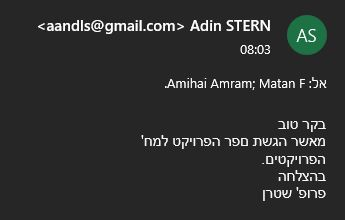 <aandls@gmail.com> Adin STERN
AS
08:03
אל: Amihai Amram; Matan F.
בקר טוב
מאשר הגשת ספר הפרויקט למח'
הפרויקטים.
בהצלחה
פרופ' שטרן